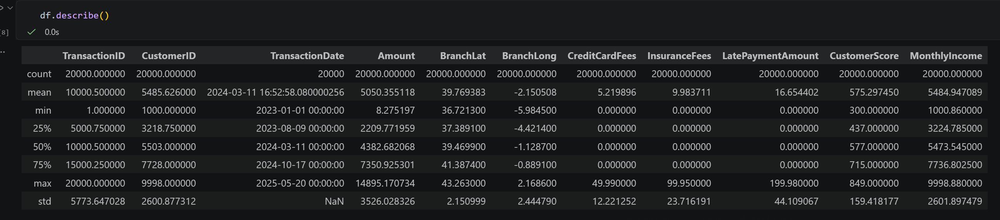 df.describe()
[8]
0.0s
TransactionID CustomerID TransactionDate Amount BranchLat BranchLong CreditCardFees InsuranceFees LatePaymentAmount CustomerScore MonthlyIncome
count 20000.000000 20000.000000 20000 20000.000000 20000.000000 20000.000000 20000.000000 20000.000000 20000.000000 20000.000000 20000.000000
mean 10000.500000 5485.626000 2024-03-11 16:52:58.080000256 5050.355118 39.769383 -2.150508 5.219896 9.983711 16.654402 575.297450 5484.947089
min 1.000000 1000.000000 2023-01-01 00:00:00 8.275197 36.721300 -5.984500 0.000000 0.000000 0.000000 300.000000 1000.860000
25% 5000.750000 3218.750000 2023-08-09 00:00:00 2209.771959 37.389100 -4.421400 0.000000 0.000000 0.000000 437.000000 3224.785000
50% 10000.500000 5503.000000 2024-03-11 00:00:00 4382.682068 39.469900 -1.128700 0.000000 0.000000 0.000000 577.000000 5473.545000
75% 15000.250000 7728.000000 2024-10-17 00:00:00 7350.925301 41.387400 -0.889100 0.000000 0.000000 0.000000 715.000000 7736.802500
max 20000.000000 9998.000000 2025-05-20 00:00:00 14895.170734 43.263000 2.168600 49.990000 99.950000 199.980000 849.000000 9998.880000
std 5773.647028 2600.877312 NaN 3526.028326 2.150999 2.444790 12.221252 23.716191 44.109067 159.418177 2601.897479